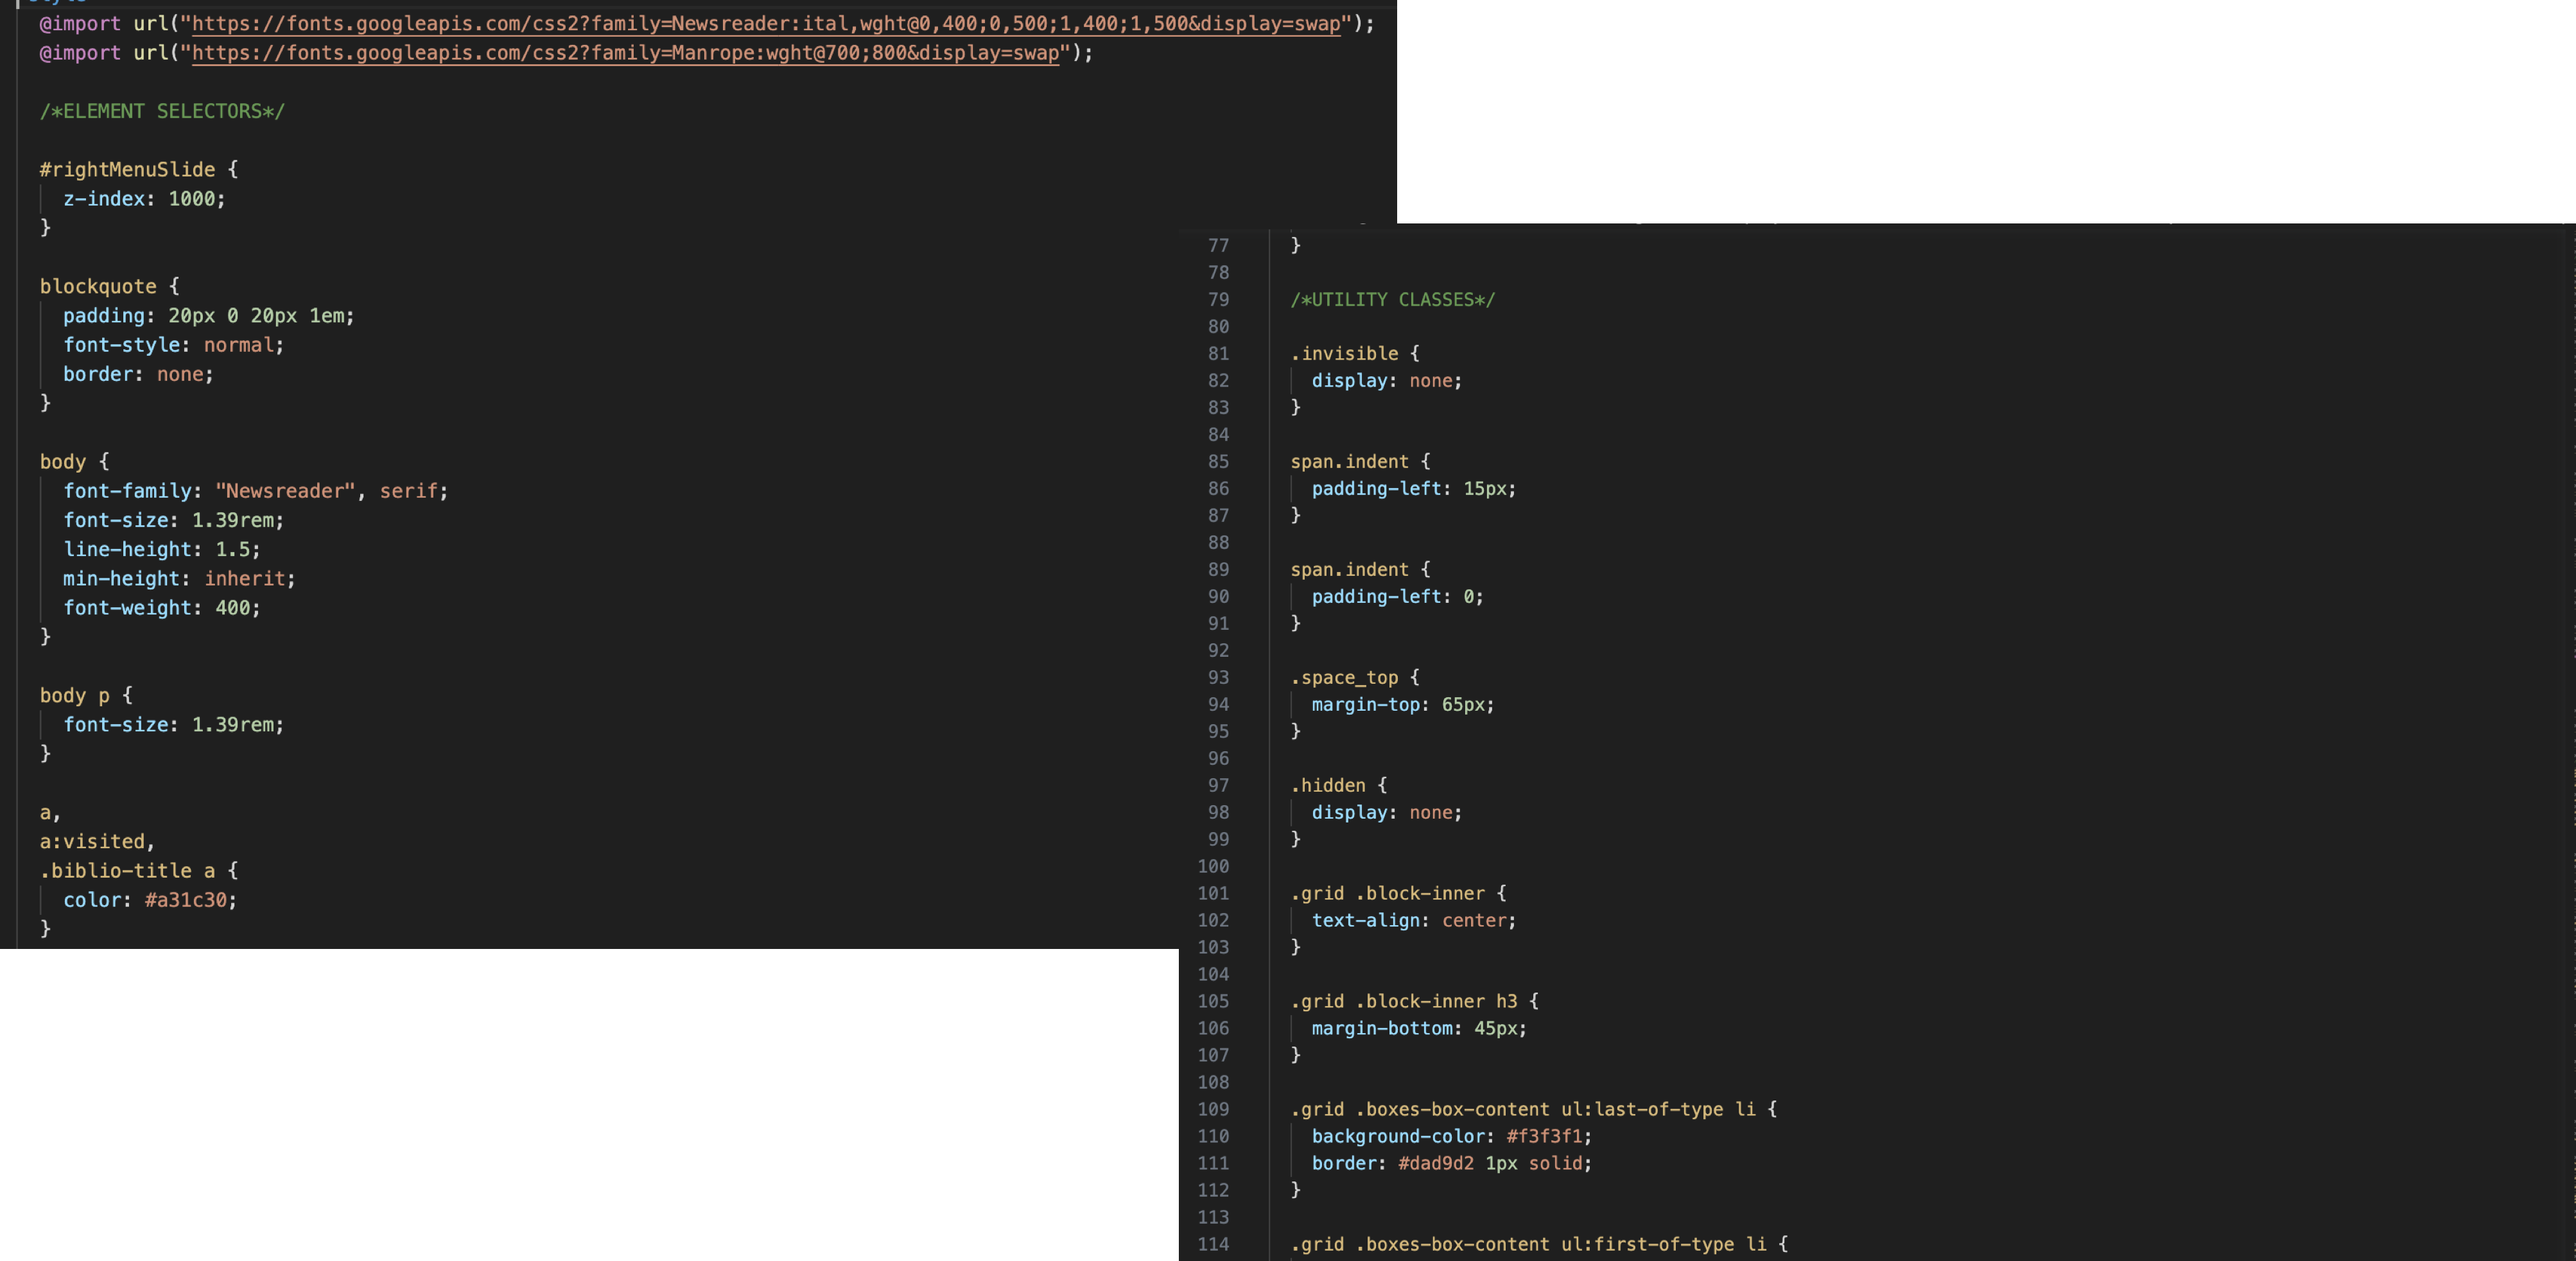 @import url("https://fonts.googleapis.com/css2?family=Newsreader:ital,wght@0,400;0,500;1,400;1,500&display=swap");
@import url("https://fonts.googleapis.com/css2?family=Manrope:wght@700;800&display=swap");
/*ELEMENT SELECTORS*/
#rightMenuSlide {
z-index: 1000;
}
blockquote {
padding: 20px 0 20px 1em;
font-style: normal;
border: none;
}
body {
font-family: "Newsreader", serif;
font-size: 1.39rem;
line-height: 1.5;
min-height: inherit;
font-weight: 400;
}
body p {
font-size: 1.39rem;
}
a,
a:visited,
.biblio-title a {
color: #a31c30;
}
77 }
78
79 /*UTILITY CLASSES*/
80
81 .invisible {
82 display: none;
83 }
84
85 span.indent {
86 padding-left: 15px;
87 }
88
89 span.indent {
90 padding-left: 0;
91 }
92
93 .space_top {
94 margin-top: 65px;
95 }
96
97 .hidden {
98 display: none;
99 }
100
101 .grid .block-inner {
102 text-align: center;
103 }
104
105 .grid .block-inner h3 {
106 margin-bottom: 45px;
107 }
108
109 .grid .boxes-box-content ul:last-of-type li {
110 background-color: #f3f3f1;
111 border: #dad9d2 1px solid;
112 }
113
114 .grid .boxes-box-content ul:first-of-type li {